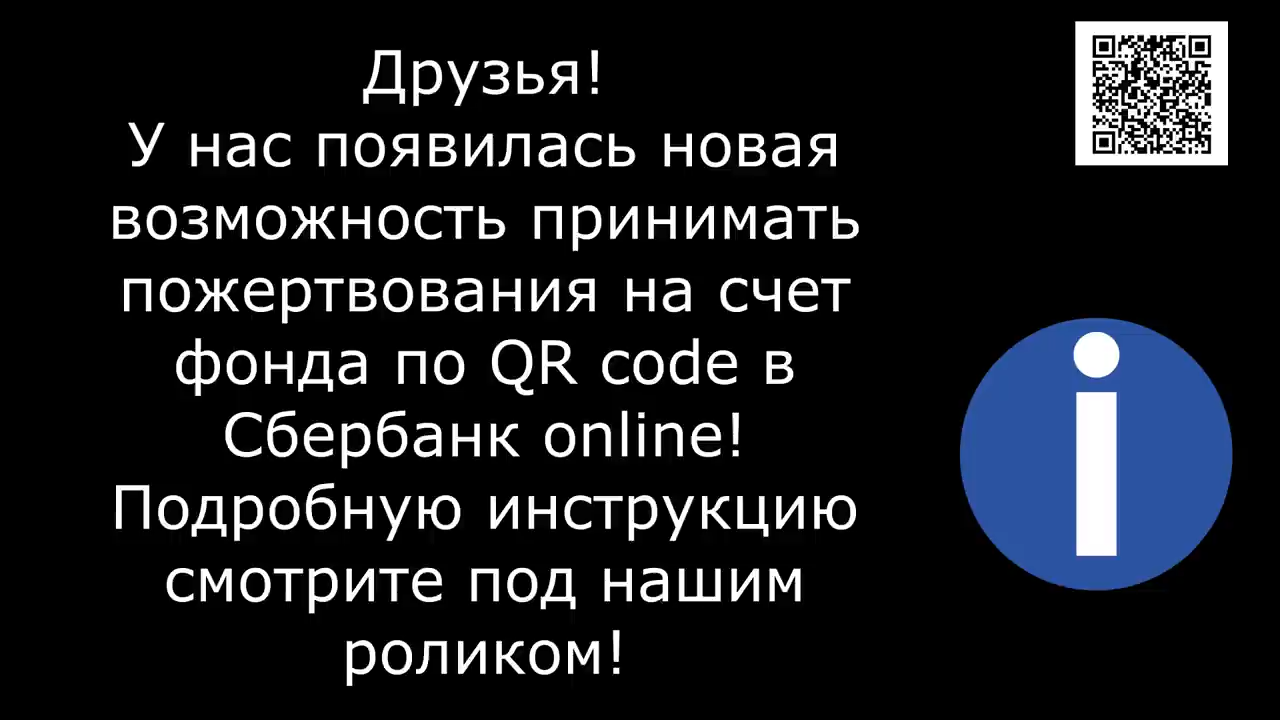 Друзья!
У нас появилась новая
возможность принимать
пожертвования на счет
фонда по QR code в
Сбербанк online!
Подробную инструкцию
смотрите под нашим
роликом!
i